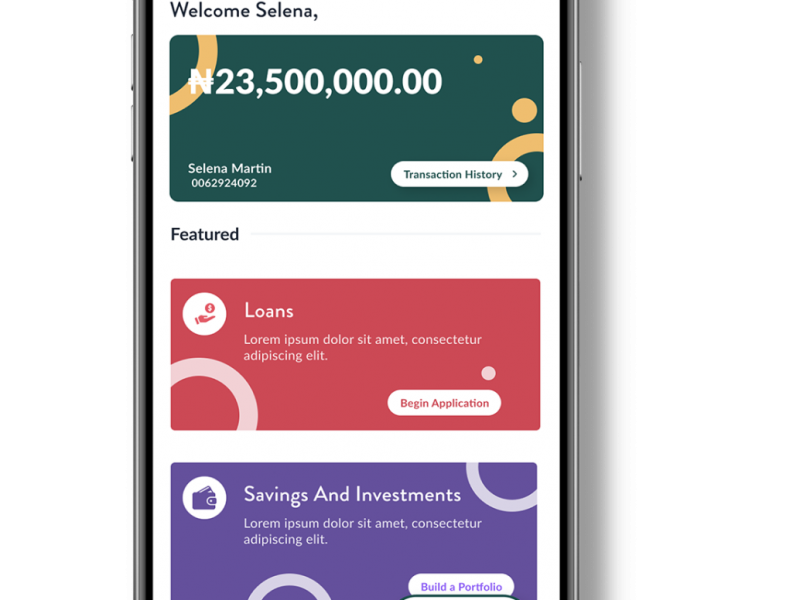 Welcome Selena,
₦23,500,000.00
Selena Martin
0062924092
Transaction History
Featured
Loans
Lorem ipsum dolor sit amet, consectetur
adipiscing elit.
Begin Application
Savings And Investments
Lorem ipsum dolor sit amet, consectetur
adipiscing elit.
Build a Portfolio